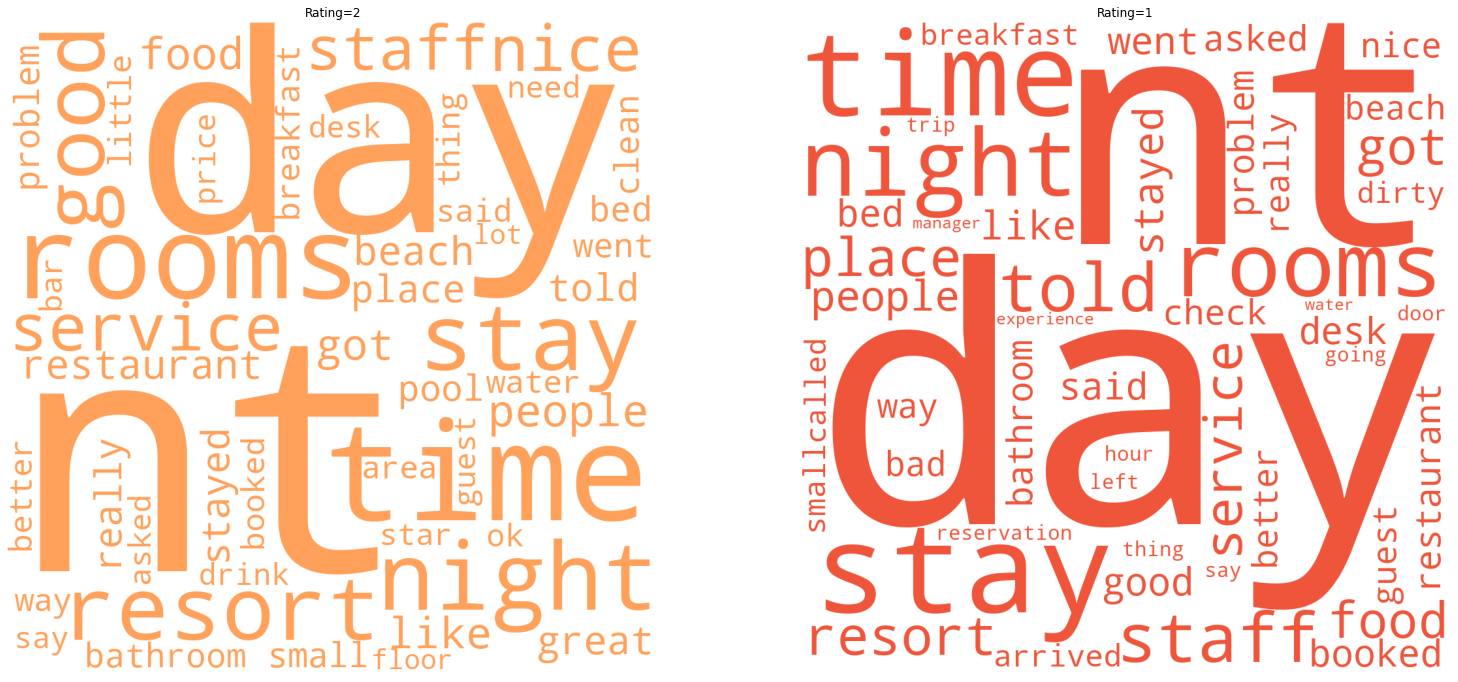 Rating=2
day
nt
good
rooms
time
staff
nice
food
problem
little
price
breakfast
desk
thing
need
clean
said
lot
bed
went
bar
beach
place
told
service
restaurant
got
stay
pool
water
people
better
really
asked
stayed
booked
area
guest
star
ok
drink
night
way
say
resort
bathroom
small
floor
like
great
Rating=1
time
breakfast
went
asked
nice
nt
trip
night
stayed
problem
really
beach
got
dirty
bed
manager
like
place
people
told
rooms
experience
check
water
door
desk
going
day
small
called
way
bad
bathroom
said
hour
left
service
better
restaurant
guest
reservation
thing
say
stay
good
resort
arrived
staff
food
booked